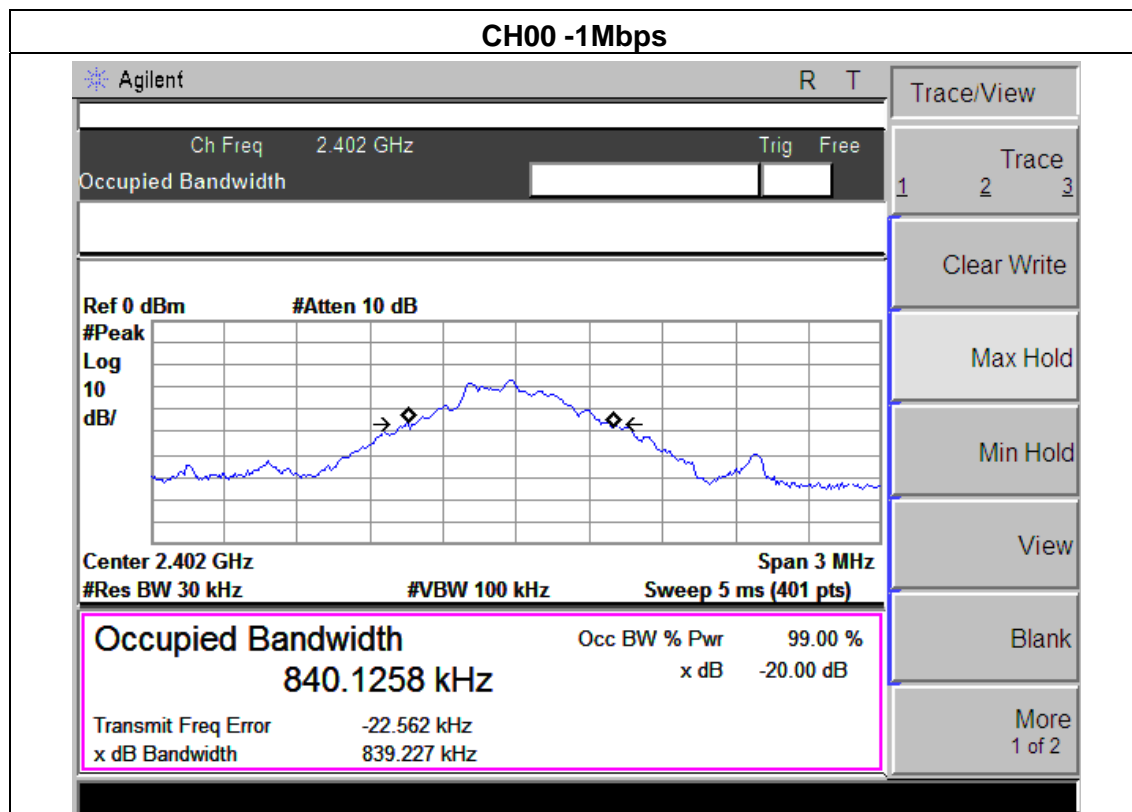 CH00 -1Mbps
Agilent R T
Ch Freq 2.402 GHz Trig Free
Occupied Bandwidth
Ref 0 dBm #Atten 10 dB
#Peak
Log
10
dB/
Center 2.402 GHz Span 3 MHz
#Res BW 30 kHz #VBW 100 kHz Sweep 5 ms (401 pts)
Occupied Bandwidth Occ BW % Pwr 99.00 %
840.1258 kHz x dB -20.00 dB
Transmit Freq Error -22.562 kHz
x dB Bandwidth 839.227 kHz
Trace/View
Trace
1 2 3
Clear Write
Max Hold
Min Hold
View
Blank
More
1 of 2